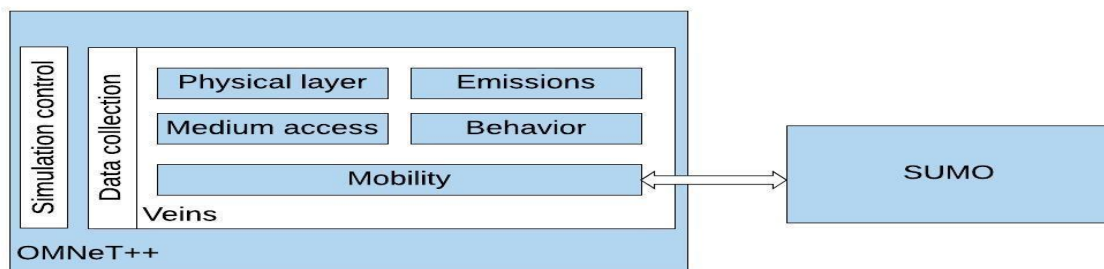 Simulation control
Data collection
Physical layer
Emissions
Medium access
Behavior
Mobility
Veins
OMNeT++
SUMO